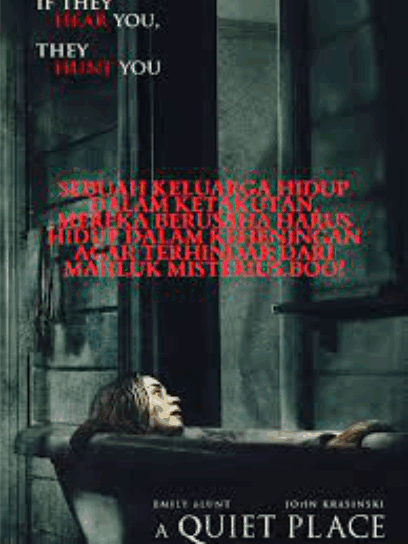 IF THEY
HEAR YOU,
THEY
HUNT YOU
SEBUAH KELUARGA HIDUP
DALAM KETAKUTAN.
MEREKA BERUSAHA HARUS
HIDUP DALAM KEHENINGAN
AGAR TERHINDAR DARI
MAHLUK MISTERIUS.BOO!
EMILY BLUNT JOHN KRASINSKI
A QUIET PLACE